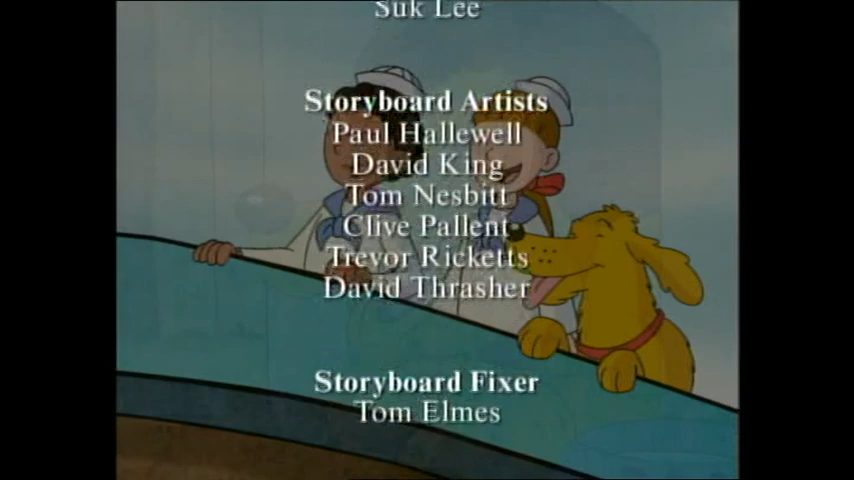 Suk Lee
Storyboard Artists
Paul Hallewell
David King
Tom Nesbitt
Clive Pallent
Trevor Ricketts
David Thrasher
Storyboard Fixer
Tom Elmes